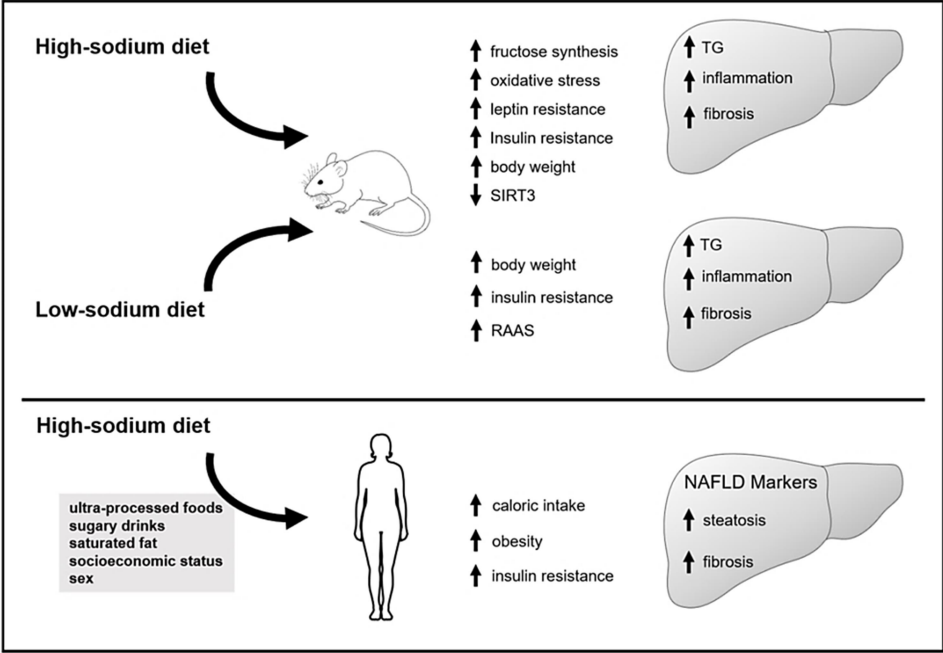 High-sodium diet
fructose synthesis
oxidative stress
leptin resistance
Insulin resistance
body weight
SIRT3
TG
inflammation
fibrosis
Low-sodium diet
body weight
insulin resistance
RAAS
TG
inflammation
fibrosis
High-sodium diet
ultra-processed foods
sugary drinks
saturated fat
socioeconomic status
sex
caloric intake
obesity
insulin resistance
NAFLD Markers
steatosis
fibrosis